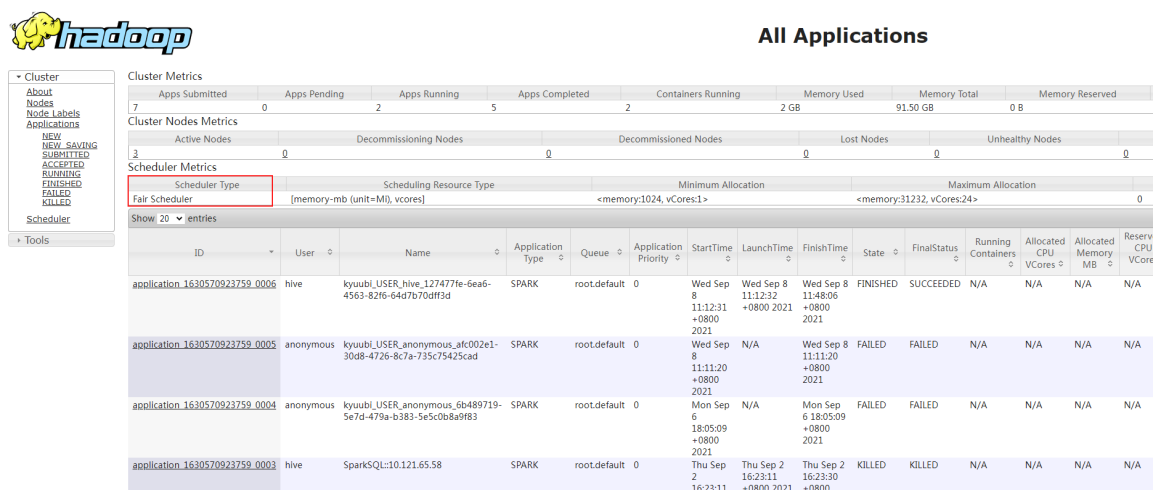 hadoop
All Applications
Cluster
About
Nodes
Node Labels
Applications
NEW
NEW_SAVING
SUBMITTED
ACCEPTED
RUNNING
FINISHED
FAILED
KILLED
Scheduler
Tools
Cluster Metrics
Apps Submitted Apps Pending Apps Running Apps Completed Containers Running Memory Used Memory Total Memory Reserved
7 0 2 5 2 2 GB 91.50 GB 0 B
Cluster Nodes Metrics
Active Nodes Decommissioning Nodes Decommissioned Nodes Lost Nodes Unhealthy Nodes
3 0 0 0 0 0
Scheduler Metrics
Scheduler Type Scheduling Resource Type Minimum Allocation Maximum Allocation
Fair Scheduler [memory-mb (unit=Mi), vcores] <memory:1024, vCores:1> <memory:31232, vCores:24> 0
Show 20 entries
ID User Name Application Type Queue Application Priority StartTime LaunchTime FinishTime State FinalStatus Running Containers Allocated CPU VCores Allocated Memory MB Reserve CPU VCore
application_1630570923759_0006 hive kyuubi_USER_hive_127477fe-6ea6- SPARK root.default 0 Wed Sep Wed Sep 8 Wed Sep 8 FINISHED SUCCEEDED N/A N/A N/A N/A
4563-82f6-64d7b70dff3d 8 11:12:32 11:48:06
11:12:31 +0800 2021 +0800
+0800 2021
2021
application_1630570923759_0005 anonymous kyuubi_USER_anonymous_afc002e1- SPARK root.default 0 Wed Sep N/A Wed Sep 8 FAILED FAILED N/A N/A N/A N/A
30d8-4726-8c7a-735c75425cad 8 11:11:20
11:11:20 +0800
+0800 2021
2021
application_1630570923759_0004 anonymous kyuubi_USER_anonymous_6b489719- SPARK root.default 0 Mon Sep N/A Mon Sep FAILED FAILED N/A N/A N/A N/A
5e7d-479a-b383-5e5c0b8a9f83 6 6 18:05:09
18:05:09 +0800
+0800 2021
2021
application_1630570923759_0003 hive SparkSQL::10.121.65.58 SPARK root.default 0 Thu Sep Thu Sep 2 Thu Sep 2 KILLED KILLED N/A N/A N/A N/A
2 16:23:11 16:23:30
16:23:11 +0800 2021 +0800